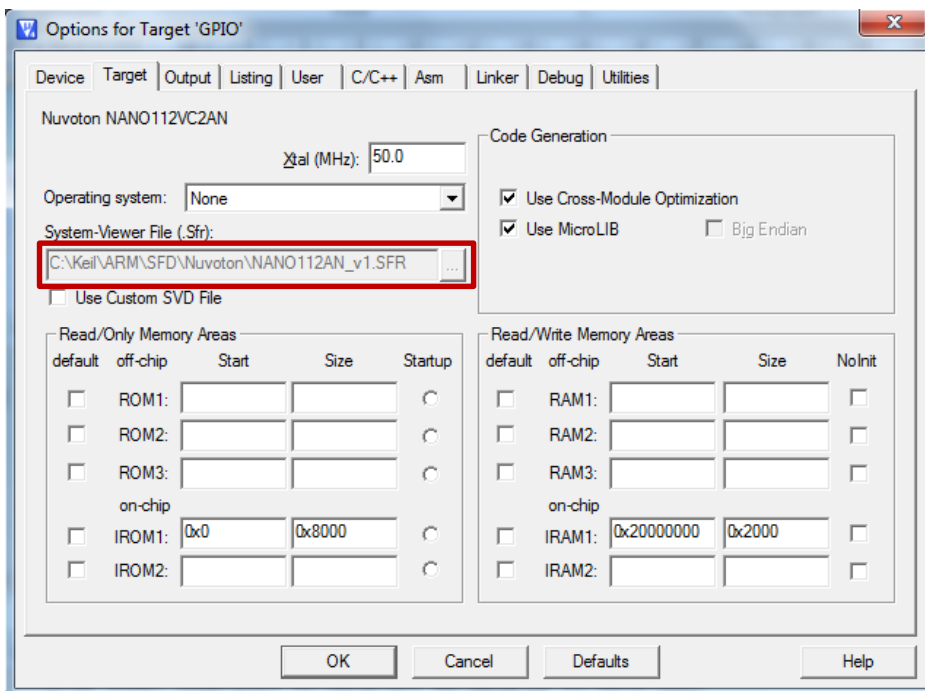 Options for Target 'GPIO'
Device Target Output Listing User C/C++ Asm Linker Debug Utilities
Nuvoton NANO112VC2AN
Xtal (MHz): 50.0
Operating system: None
System-Viewer File (.Sfr):
C:\Keil\ARM\SFD\Nuvoton\NANO112AN_v1.SFR ...
Use Custom SVD File
Code Generation
Use Cross-Module Optimization
Use MicroLIB Big Endian
Read/Only Memory Areas
default off-chip Start Size Startup
ROM1:
ROM2:
ROM3:
on-chip
IROM1: 0x0 0x8000
IROM2:
Read/Write Memory Areas
default off-chip Start Size NoInit
RAM1:
RAM2:
RAM3:
on-chip
IRAM1: 0x20000000 0x2000
IRAM2:
OK Cancel Defaults Help